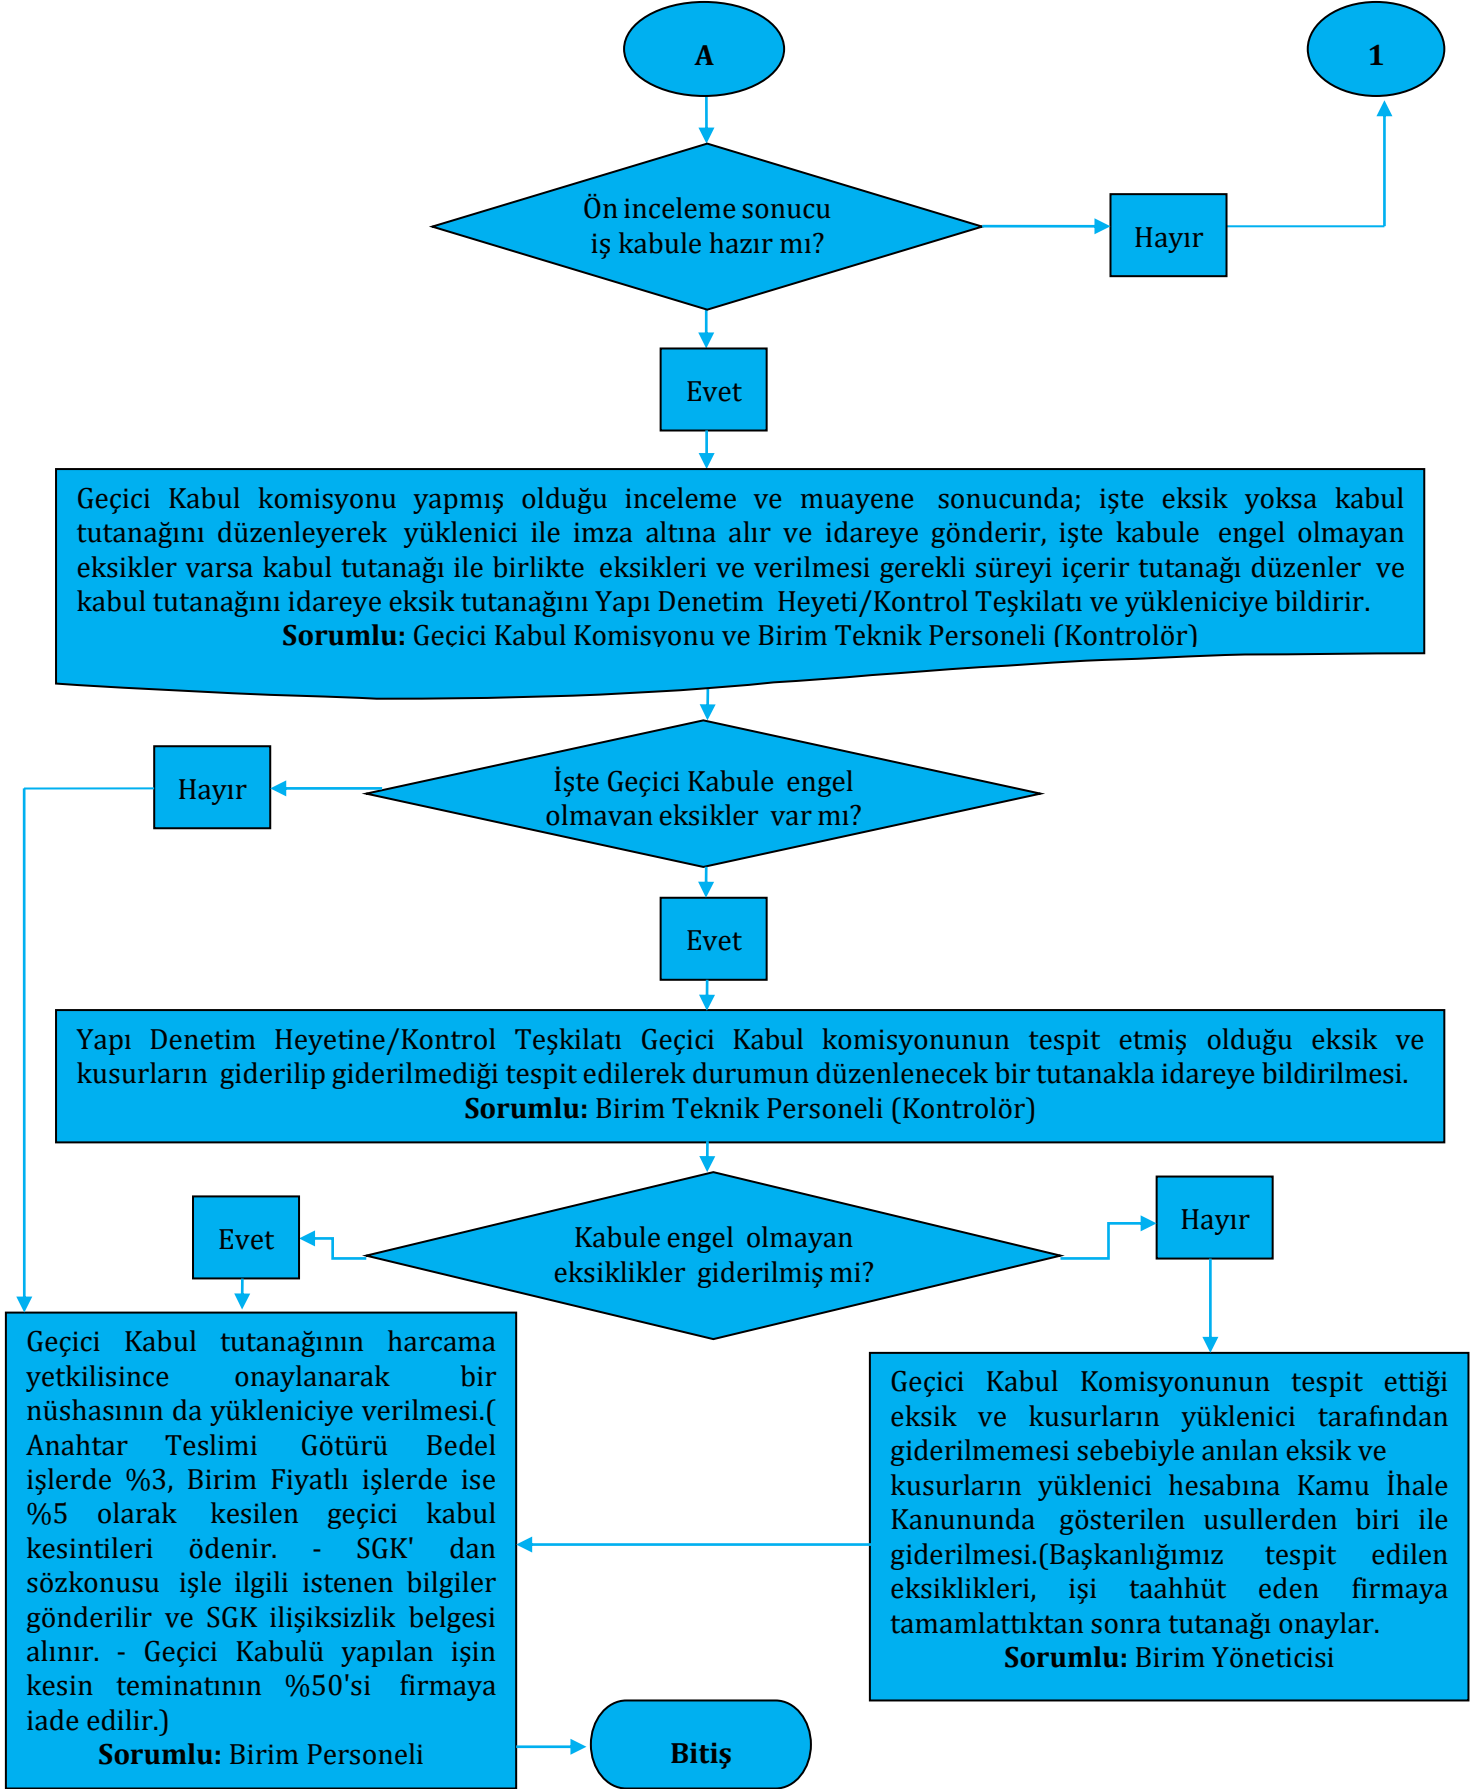 A
1
Ön inceleme sonucu
iş kabule hazır mı?
Hayır
Evet
Geçici Kabul komisyonu yapmış olduğu inceleme ve muayene sonucunda; işte eksik yoksa kabul
tutanağını düzenleyerek yüklenici ile imza altına alır ve idareye gönderir, işte kabule engel olmayan
eksikler varsa kabul tutanağı ile birlikte eksikleri ve verilmesi gerekli süreyi içerir tutanağı düzenler ve
kabul tutanağını idareye eksik tutanağını Yapı Denetim Heyeti/Kontrol Teşkilatı ve yükleniciye bildirir.
Sorumlu: Geçici Kabul Komisyonu ve Birim Teknik Personeli (Kontrolör)
Hayır
İşte Geçici Kabule engel
olmavan eksikler var mı?
Evet
Yapı Denetim Heyetine/Kontrol Teşkilatı Geçici Kabul komisyonunun tespit etmiş olduğu eksik ve
kusurların giderilip giderilmediği tespit edilerek durumun düzenlenecek bir tutanakla idareye bildirilmesi.
Sorumlu: Birim Teknik Personeli (Kontrolör)
Evet
Kabule engel olmayan
eksiklikler giderilmiş mi?
Hayır
Geçici Kabul tutanağının harcama
yetkilisince onaylanarak bir
nüshasının da yükleniciye verilmesi.(
Anahtar Teslimi Götürü Bedel
işlerde %3, Birim Fiyatlı işlerde ise
%5 olarak kesilen geçici kabul
kesintileri ödenir. - SGK' dan
sözkonusu işle ilgili istenen bilgiler
gönderilir ve SGK ilişiksizlik belgesi
alınır. - Geçici Kabulü yapılan işin
kesin teminatının %50'si firmaya
iade edilir.)
Sorumlu: Birim Personeli
Geçici Kabul Komisyonunun tespit ettiği
eksik ve kusurların yüklenici tarafından
giderilmemesi sebebiyle anılan eksik ve
kusurların yüklenici hesabına Kamu İhale
Kanununda gösterilen usullerden biri ile
giderilmesi.(Başkanlığımız tespit edilen
eksiklikleri, işi taahhüt eden firmaya
tamamlattıktan sonra tutanağı onaylar.
Sorumlu: Birim Yöneticisi
Bitiş